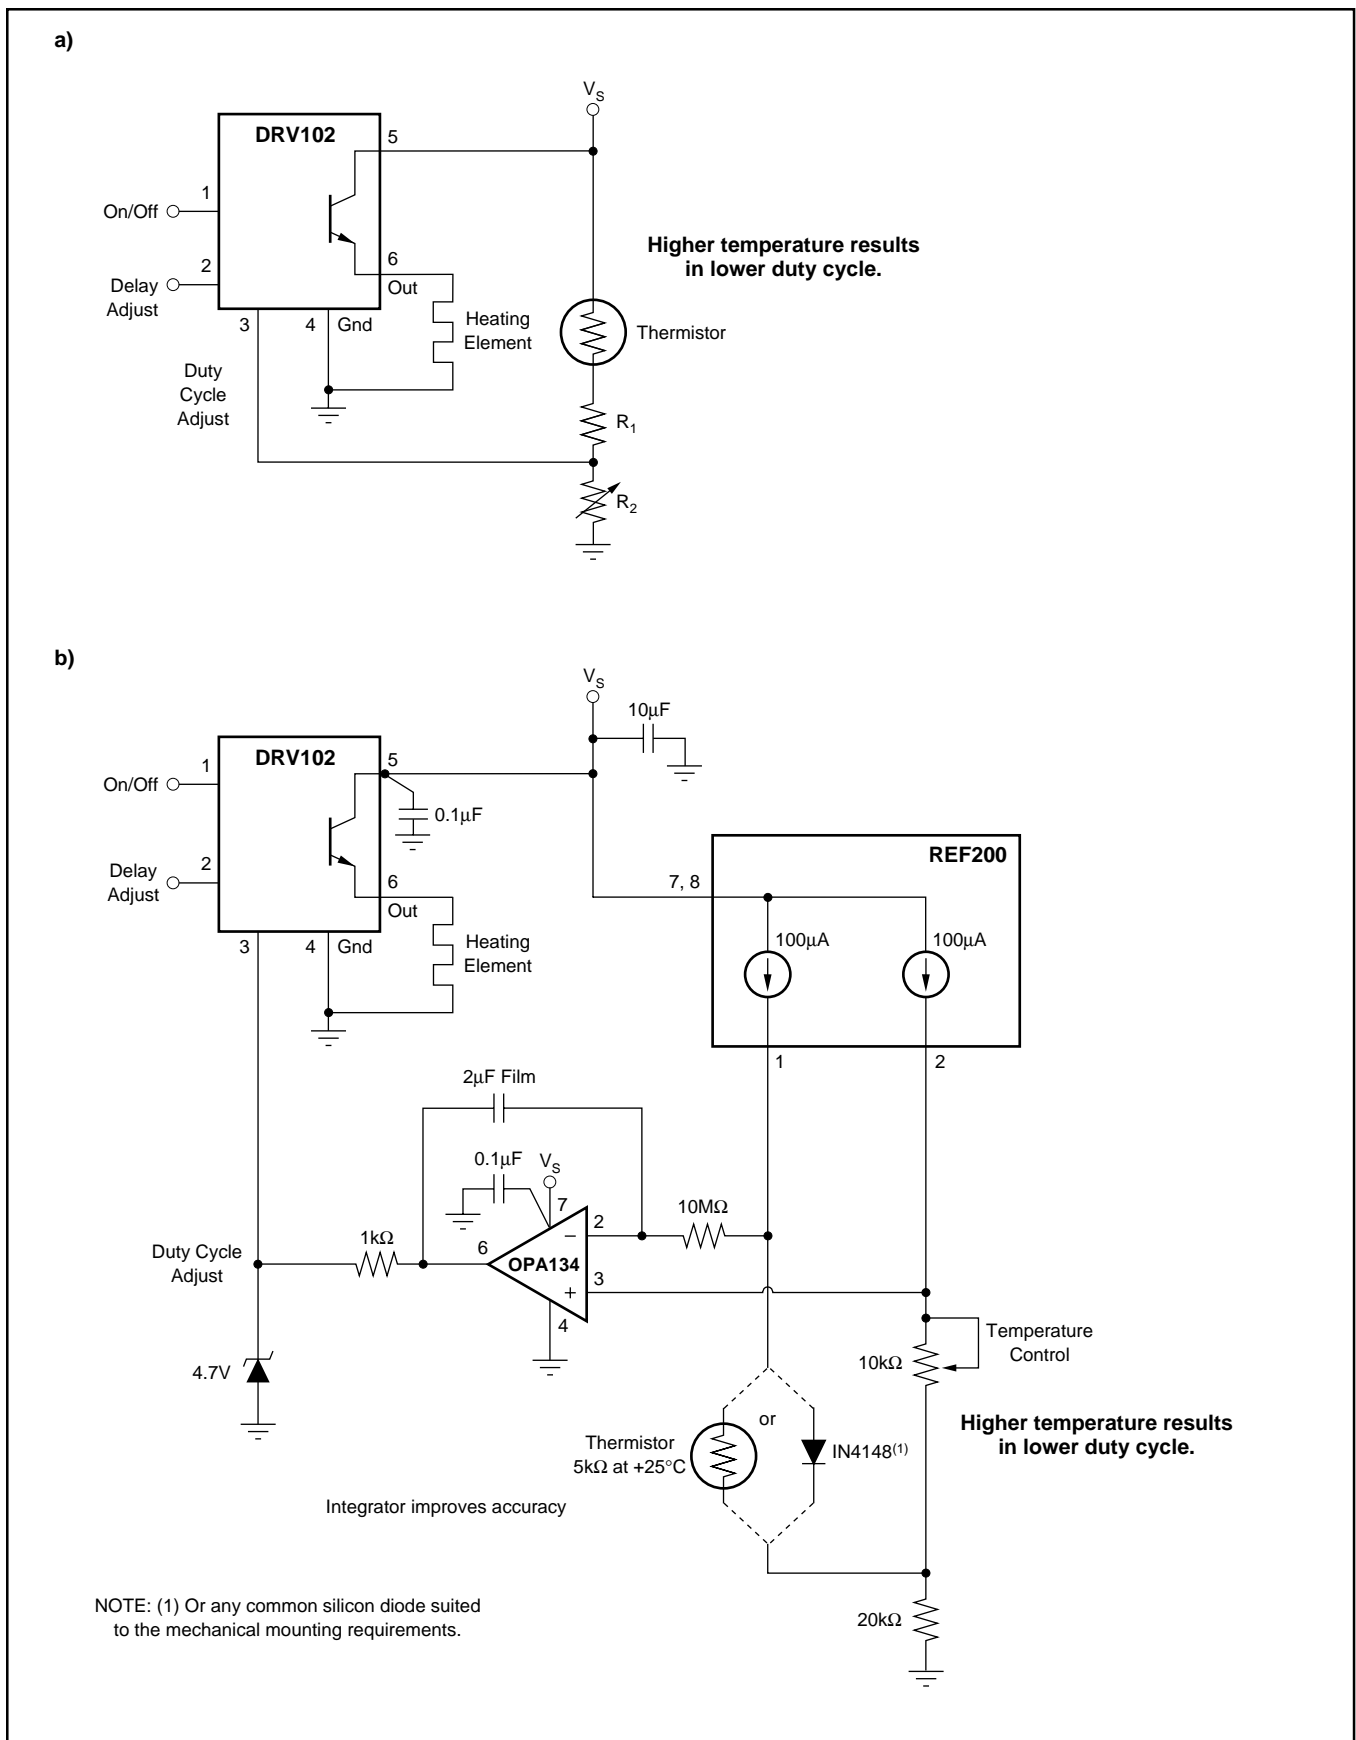 a)
V_S
DRV102
5
1
On/Off
6
Out
2
Delay
Adjust
3
4
Gnd
Heating
Element
Duty
Cycle
Adjust
Higher temperature results
in lower duty cycle.
Thermistor
R_1
R_2
b)
V_S
10µF
DRV102
5
1
On/Off
0.1µF
2
Delay
Adjust
6
Out
3
4
Gnd
Heating
Element
REF200
7, 8
100µA
100µA
1
2
2µF Film
0.1µF
V_S
7
10MΩ
2
–
1kΩ
6
OPA134
3
+
4
Duty Cycle
Adjust
4.7V
Temperature
Control
10kΩ
or
Thermistor
5kΩ at +25°C
IN4148(1)
Higher temperature results
in lower duty cycle.
Integrator improves accuracy
20kΩ
NOTE: (1) Or any common silicon diode suited
to the mechanical mounting requirements.